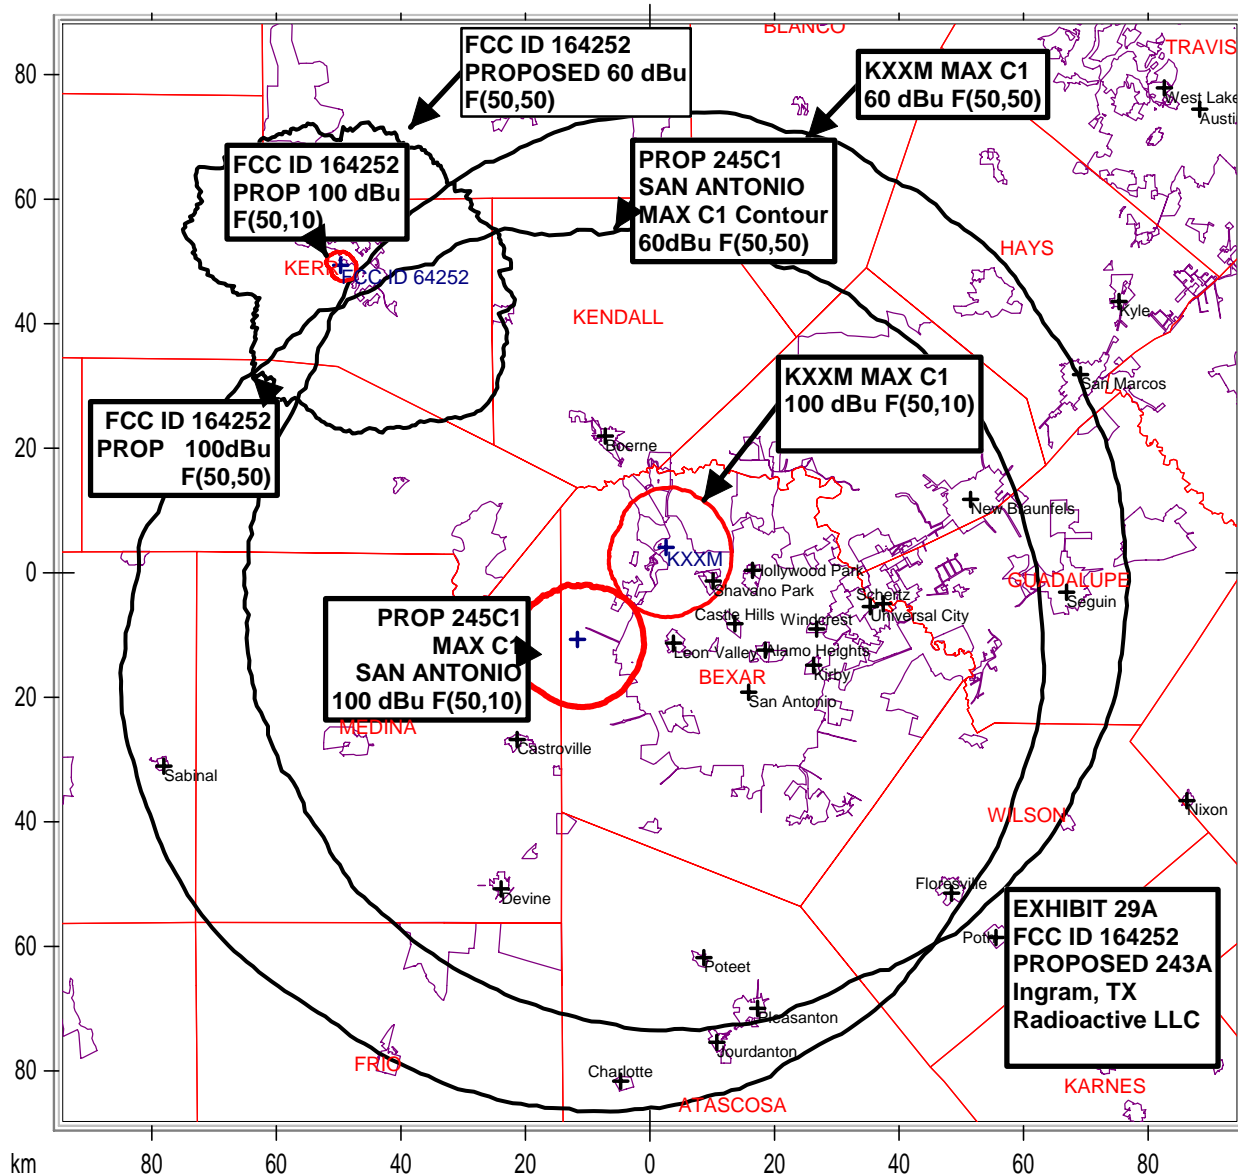 BLANCO
TRAVIS
FCC ID 164252
PROPOSED 60 dBu
F(50,50)
KXXM MAX C1
60 dBu F(50,50)
West Lake
80
FCC ID 164252
PROP 100 dBu
F(50,10)
PROP 245C1
SAN ANTONIO
MAX C1 Contour
60dBu F(50,50)
60
HAYS
FCC ID 64252
KENDALL
Kyle
40
KXXM MAX C1
100 dBu F(50,10)
San Marcos
FCC ID 164252
PROP 100dBu
F(50,50)
Boerne
20
New Braunfels
KXXM
Hollywood Park
0
GUADALUPE
Shavano Park
Schertz
Seguin
PROP 245C1
MAX C1
SAN ANTONIO
100 dBu F(50,10)
Castle Hills
Windcrest
Universal City
Leon Valley
Alamo Heights
BEXAR
Kirby
20
San Antonio
MEDINA
Castroville
Sabinal
WILSON
Nixon
40
Floresville
Devine
EXHIBIT 29A
FCC ID 164252
PROPOSED 243A
Ingram, TX
Radioactive LLC
60
Poteet
Pleasanton
Jourdanton
FRIO
80
Charlotte
KARNES
ATASCOSA
km
80
60
40
20
0
20
40
60
80